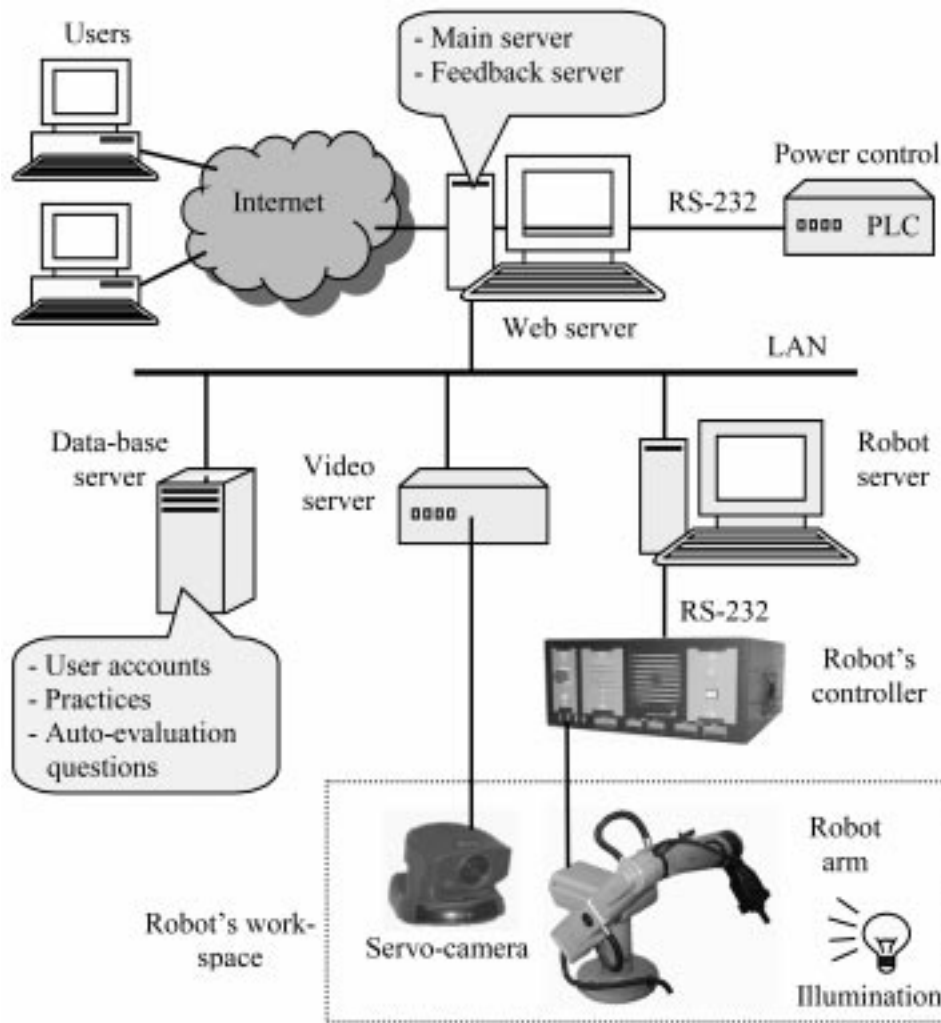 Users
- Main server
- Feedback server
Internet
Power control
RS-232
PLC
Web server
LAN
Data-base
server
Video
server
Robot
server
RS-232
- User accounts
- Practices
- Auto-evaluation
questions
Robot's
controller
Robot
arm
Robot's work-
space
Servo-camera
Illumination